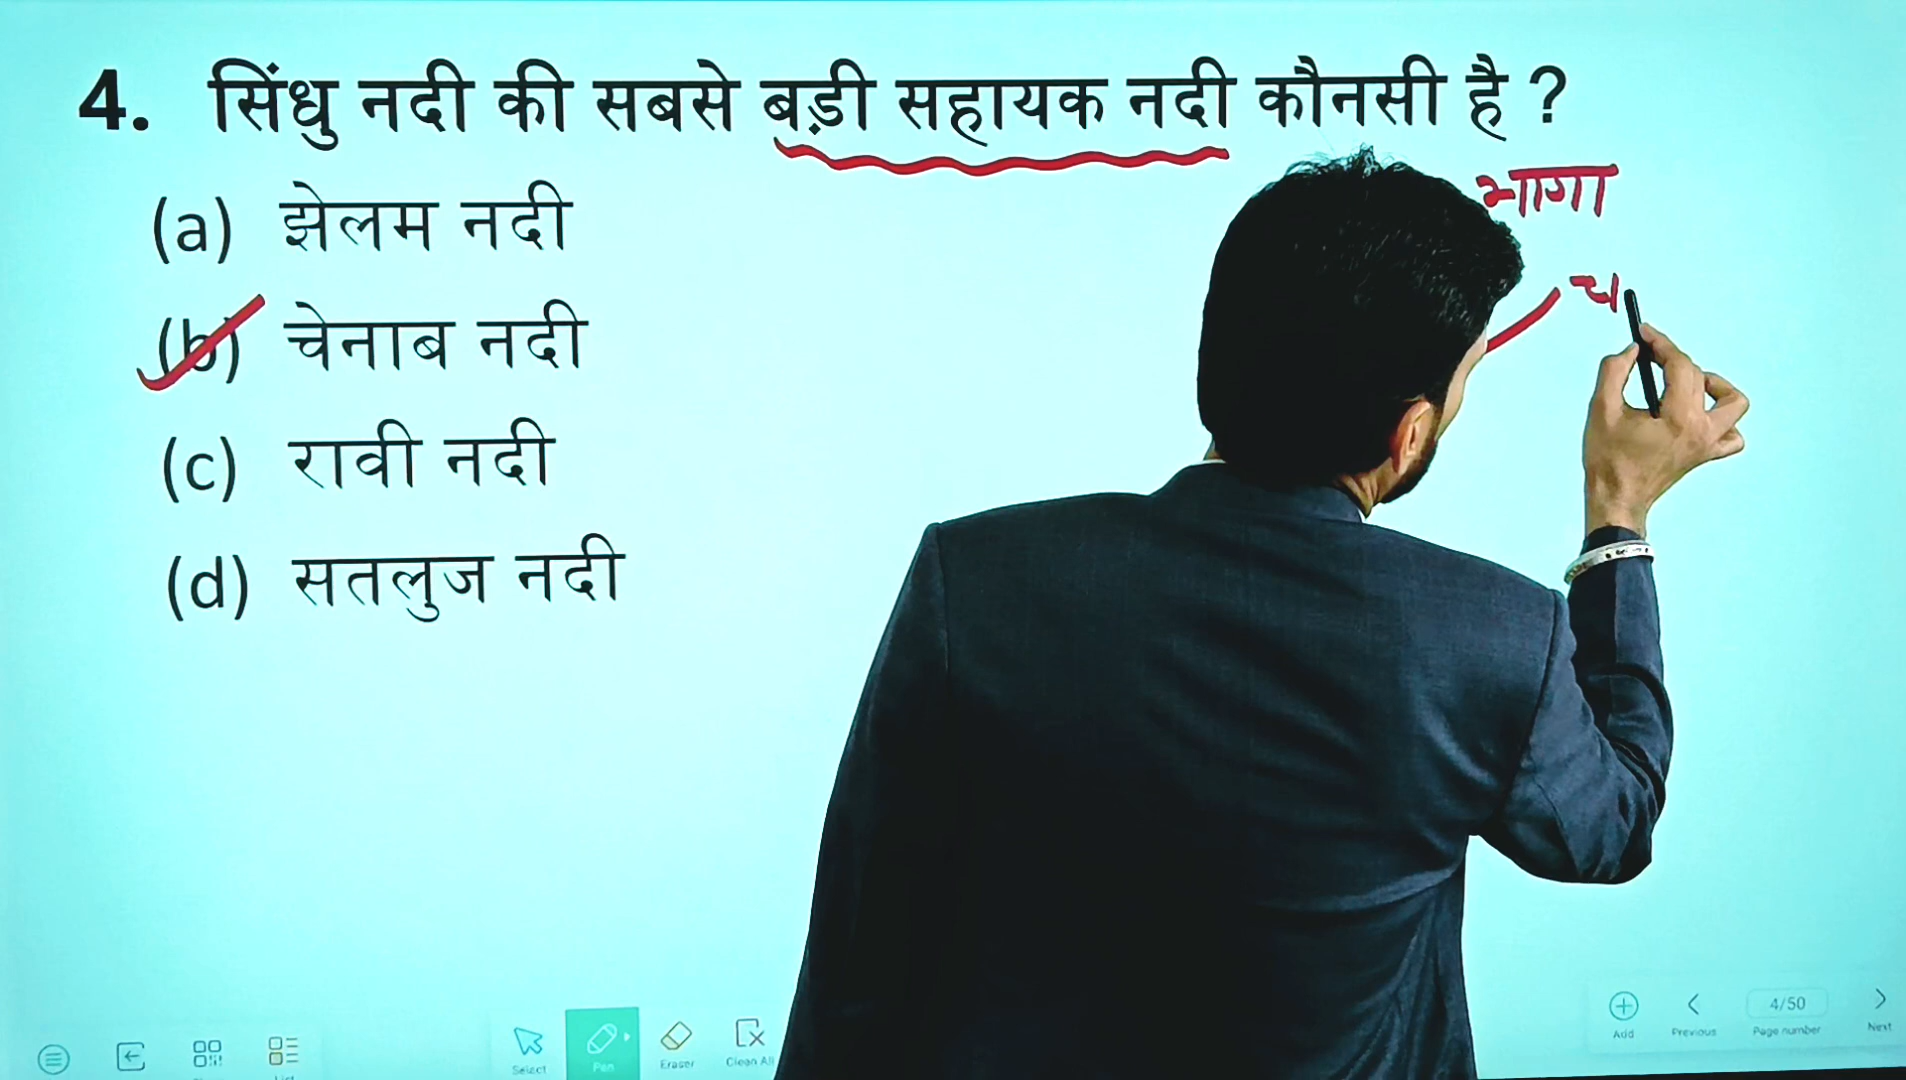 4. सिंधु नदी की सबसे बड़ी सहायक नदी कौनसी है ?
भागा
(a) झेलम नदी
(b) चेनाब नदी
(c) रावी नदी
(d) सतलुज नदी
Select
Pen
Eraser
Clean All
Add
Previous
4/50
Page number
Next